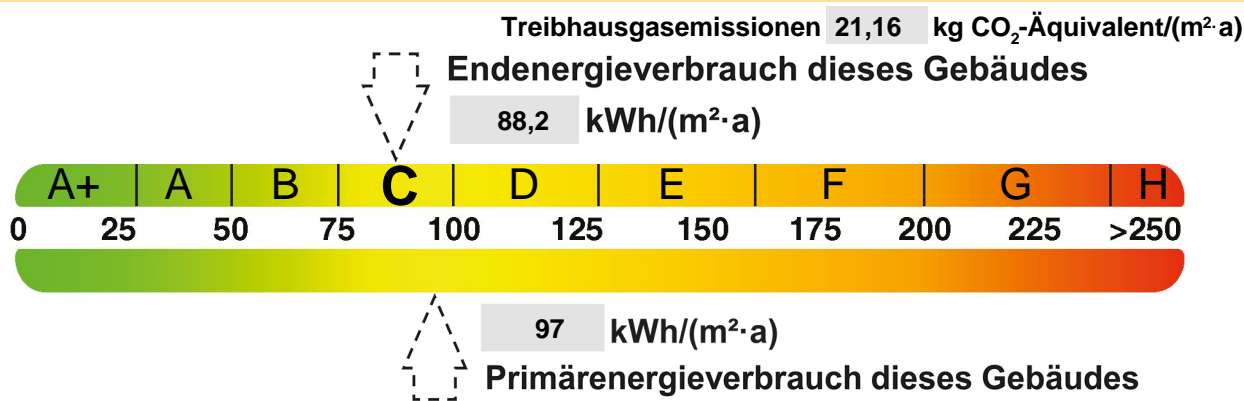 Treibhausgasemissionen 21,16 kg CO₂-Äquivalent/(m²·a)
Endenergieverbrauch dieses Gebäudes
88,2 kWh/(m²·a)
A+ A B C D E F G H
0 25 50 75 100 125 150 175 200 225 >250
97 kWh/(m²·a)
Primärenergieverbrauch dieses Gebäudes